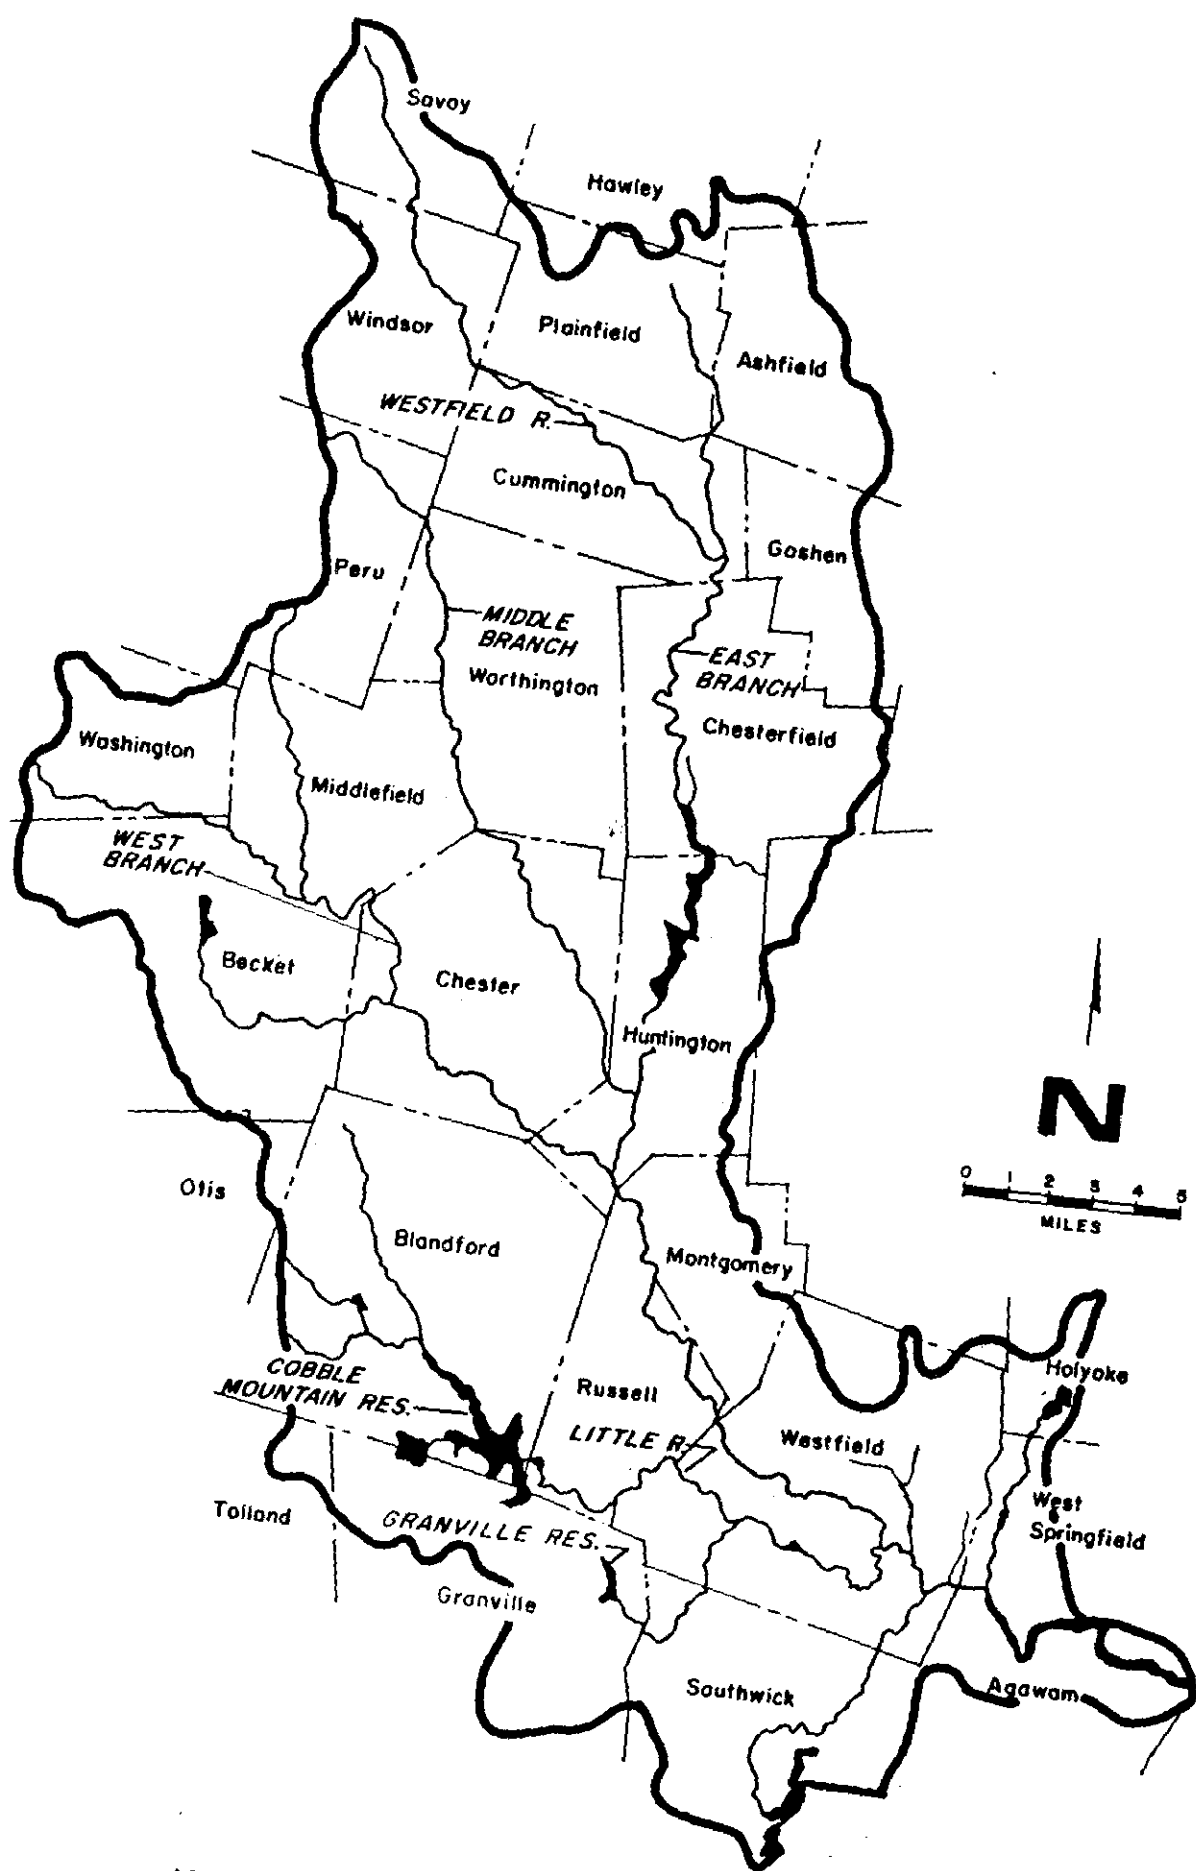 Savoy
Hawley
Windsor
Plainfield
Ashfield
WESTFIELD R.
Cummington
Goshen
Peru
MIDDLE
BRANCH
EAST
BRANCH
Worthington
Chesterfield
Washington
Middlefield
WEST
BRANCH
Becket
Chester
Huntington
N
0 1 2 3 4 5
MILES
Otis
Blandford
Montgomery
COBBLE
MOUNTAIN RES.
Russell
Holyoke
LITTLE R.
Westfield
West
Springfield
Tolland
GRANVILLE RES.
Granville
Southwick
Agawam